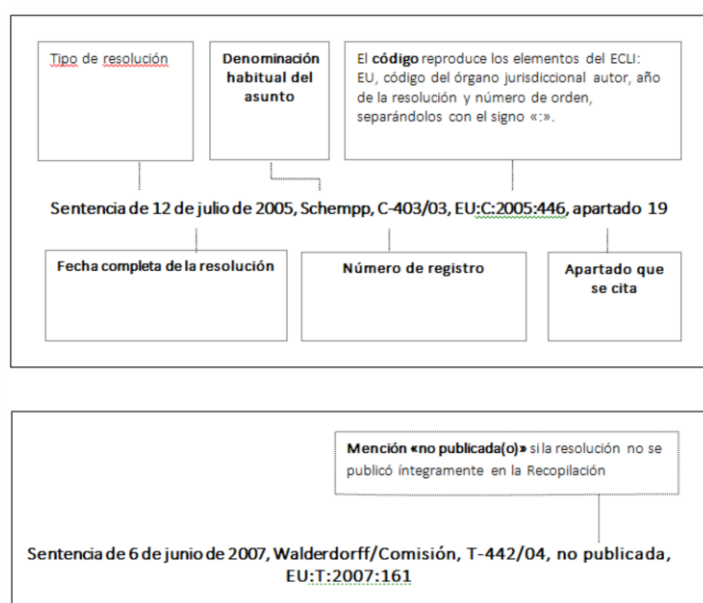 Tipo de resolución
Denominación
habitual del
asunto
El código reproduce los elementos del ECLI:
EU, código del órgano jurisdiccional autor, año
de la resolución y número de orden,
separándolos con el signo «:».
Sentencia de 12 de julio de 2005, Schempp, C-403/03, EU:C:2005:446, apartado 19
Fecha completa de la resolución
Número de registro
Apartado que
se cita
Mención «no publicada(o)» si la resolución no se
publicó íntegramente en la Recopilación
Sentencia de 6 de junio de 2007, Walderdorff/Comisión, T-442/04, no publicada,
EU:T:2007:161